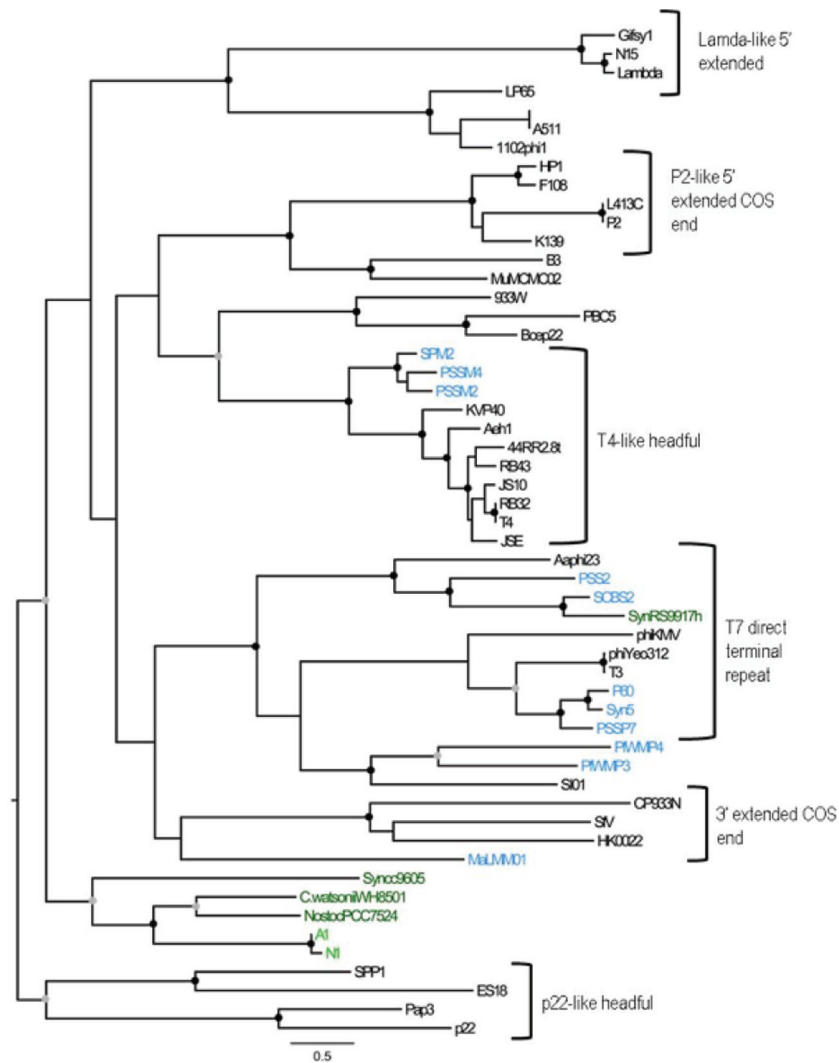 Gifsy1
N15
Lambda
Lamda-like 5'
extended
LP65
A511
1102phi1
HP1
F108
L413C
P2
K139
P2-like 5'
extended COS
end
B3
MuMCMC02
933W
PBC5
Bcep22
SPM2
PSSM4
PSSM2
KVP40
Aeh1
44RR2.8t
RB43
JS10
RB32
T4
JSE
T4-like headful
Aaphi23
PSS2
SCBS2
SynRS9917h
phiKMV
phiYeo312
T3
P60
Syn5
PSSP7
T7 direct
terminal
repeat
PfWMP4
PfWMP3
SI01
CP933N
SfV
HK0022
MaLMM01
3' extended COS
end
Syncc9605
C.watsoniiWH8501
NostocPCC7524
A1
N1
SPP1
ES18
Pap3
p22
p22-like headful
0.5